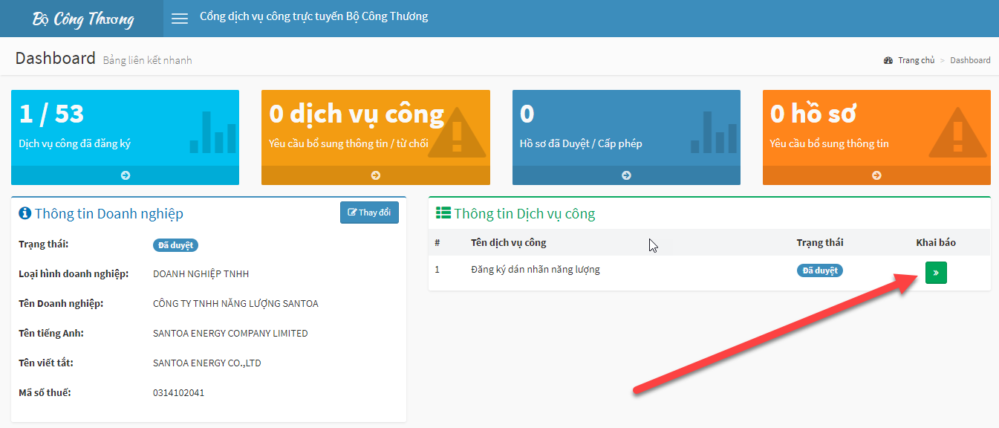 Bộ Công Thương
Cổng dịch vụ công trực tuyến Bộ Công Thương
Dashboard Bảng liên kết nhanh
Trang chủ > Dashboard
1 / 53
Dịch vụ công đã đăng ký
0 dịch vụ công
Yêu cầu bổ sung thông tin / từ chối
0
Hồ sơ đã Duyệt / Cấp phép
0 hồ sơ
Yêu cầu bổ sung thông tin
Thông tin Doanh nghiệp
Thay đổi
Trạng thái: Đã duyệt
Loại hình doanh nghiệp: DOANH NGHIỆP TNHH
Tên Doanh nghiệp: CÔNG TY TNHH NĂNG LƯỢNG SANTOA
Tên tiếng Anh: SANTOA ENERGY COMPANY LIMITED
Tên viết tắt: SANTOA ENERGY CO.,LTD
Mã số thuế: 0314102041
Thông tin Dịch vụ công
# Tên dịch vụ công Trạng thái Khai báo
1 Đăng ký dán nhãn năng lượng Đã duyệt »